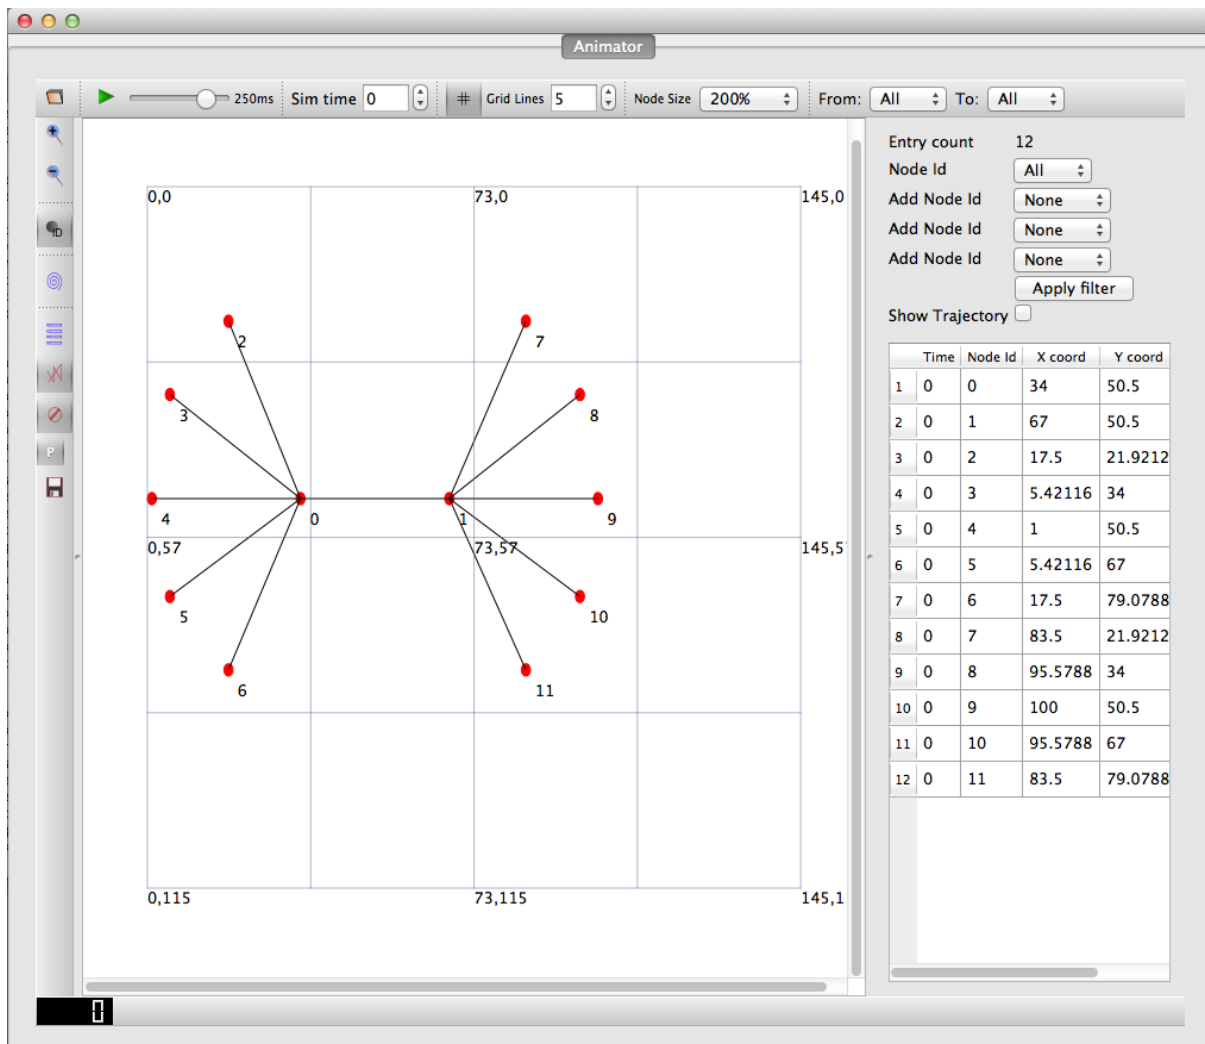 Animator
250ms Sim time 0 # Grid Lines 5 Node Size 200% From: All To: All
ID
P
0,0 73,0 145,0
2 7
3 8
4 0 1 9
0,57 73,57 145,57
5 10
6 11
0,115 73,115 145,1
Entry count 12
Node Id All
Add Node Id None
Add Node Id None
Add Node Id None
Apply filter
Show Trajectory
Time Node Id X coord Y coord
1 0 0 34 50.5
2 0 1 67 50.5
3 0 2 17.5 21.9212
4 0 3 5.42116 34
5 0 4 1 50.5
6 0 5 5.42116 67
7 0 6 17.5 79.0788
8 0 7 83.5 21.9212
9 0 8 95.5788 34
10 0 9 100 50.5
11 0 10 95.5788 67
12 0 11 83.5 79.0788
0